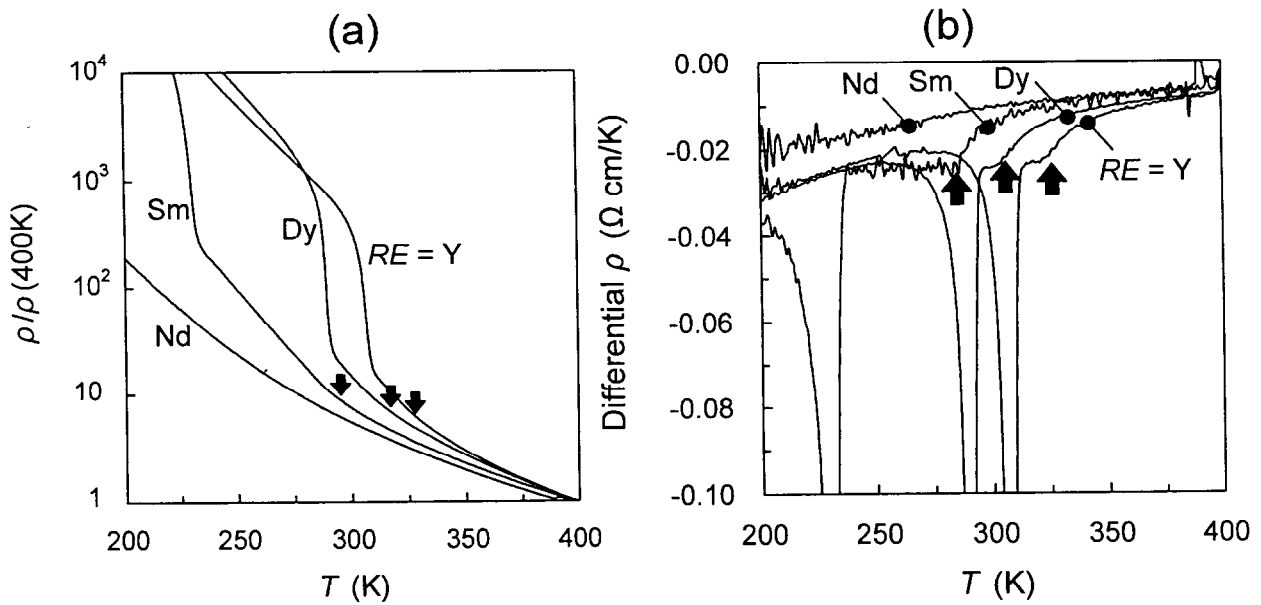 (a)
10⁴
10³
10²
10
1
ρ/ρ (400K)
Sm
Dy
RE = Y
Nd
200
250
300
350
400
T (K)
(b)
0.00
-0.02
-0.04
-0.06
-0.08
-0.10
Differential ρ (Ω cm/K)
Nd
Sm
Dy
RE = Y
200
250
300
350
400
T (K)